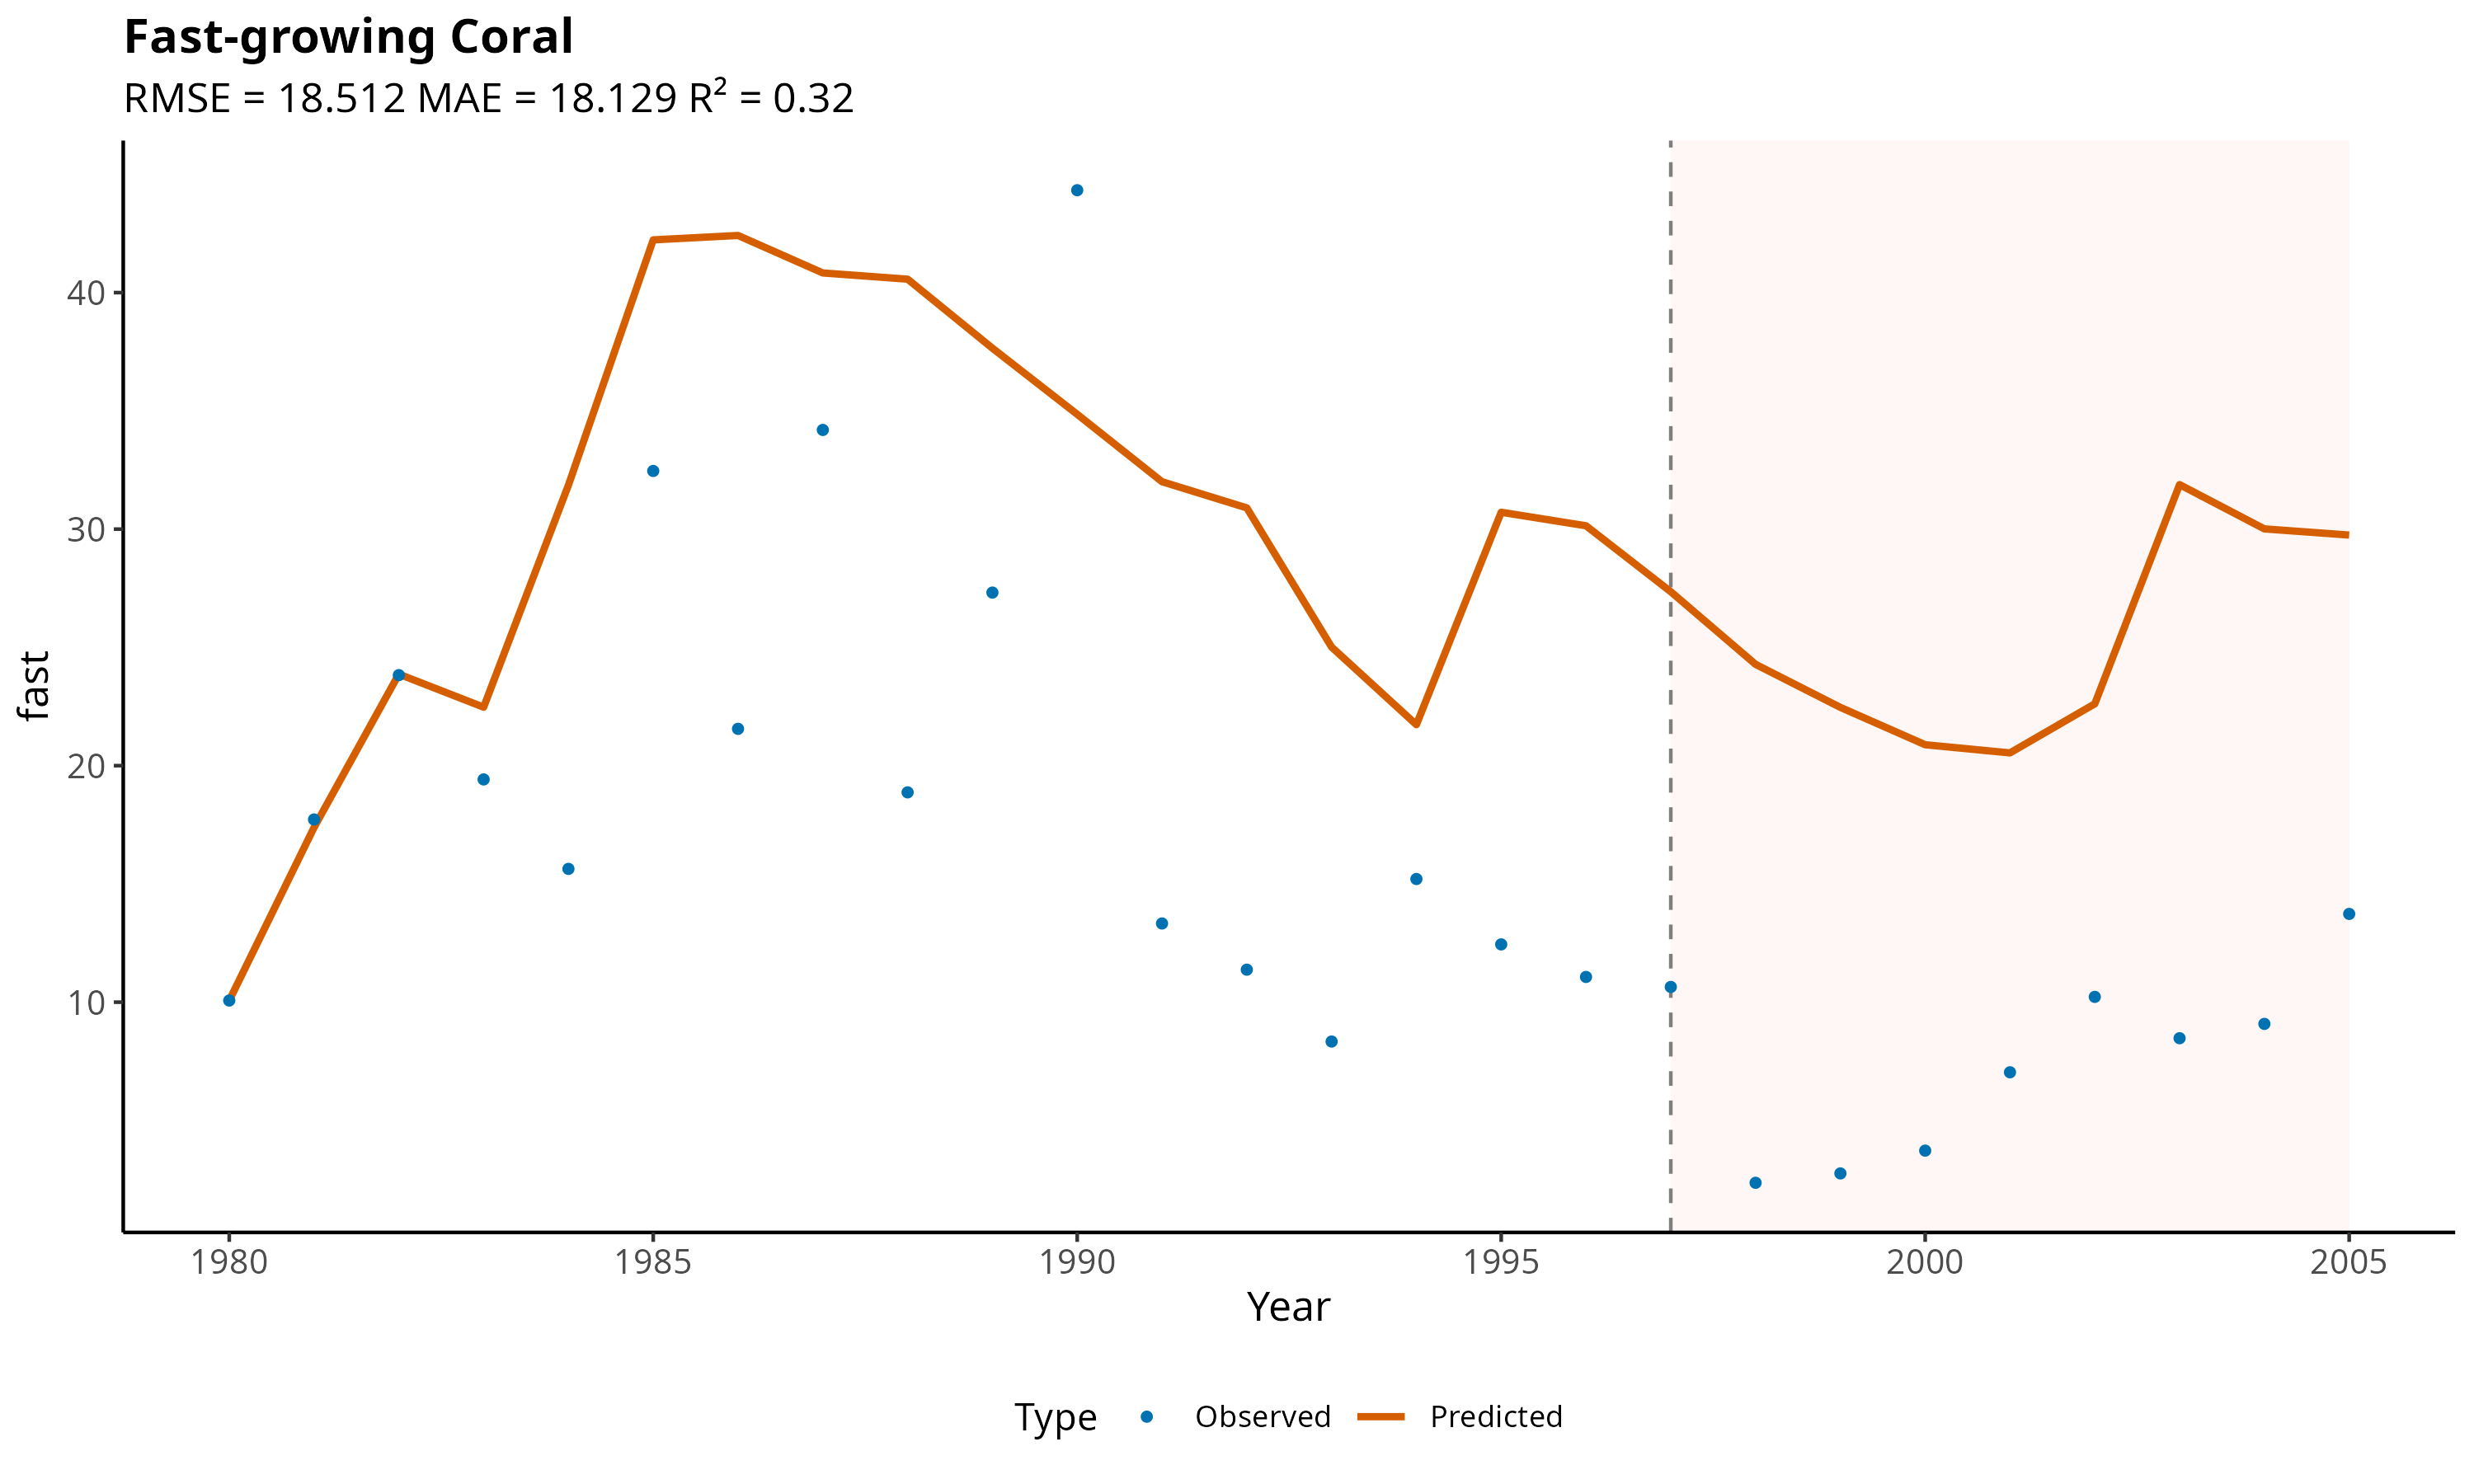 Fast-growing Coral
RMSE = 18.512 MAE = 18.129 R² = 0.32
fast
40
30
20
10
1980 1985 1990 1995 2000 2005
Year
Type Observed Predicted